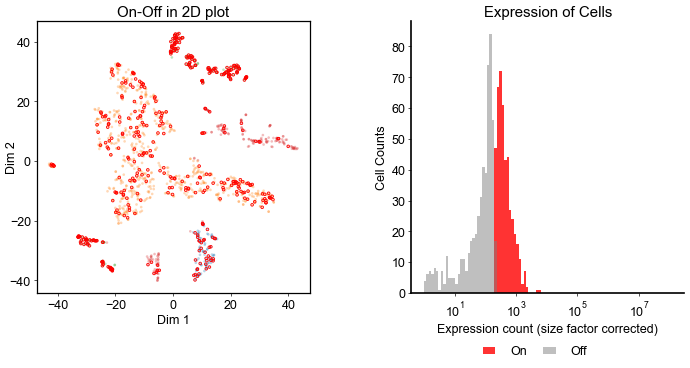 On-Off in 2D plot
Expression of Cells
Dim 2
40
20
0
−20
−40
−40 −20 0 20 40
Dim 1
Cell Counts
80
70
60
50
40
30
20
10
0
10^1 10^3 10^5 10^7
Expression count (size factor corrected)
On Off